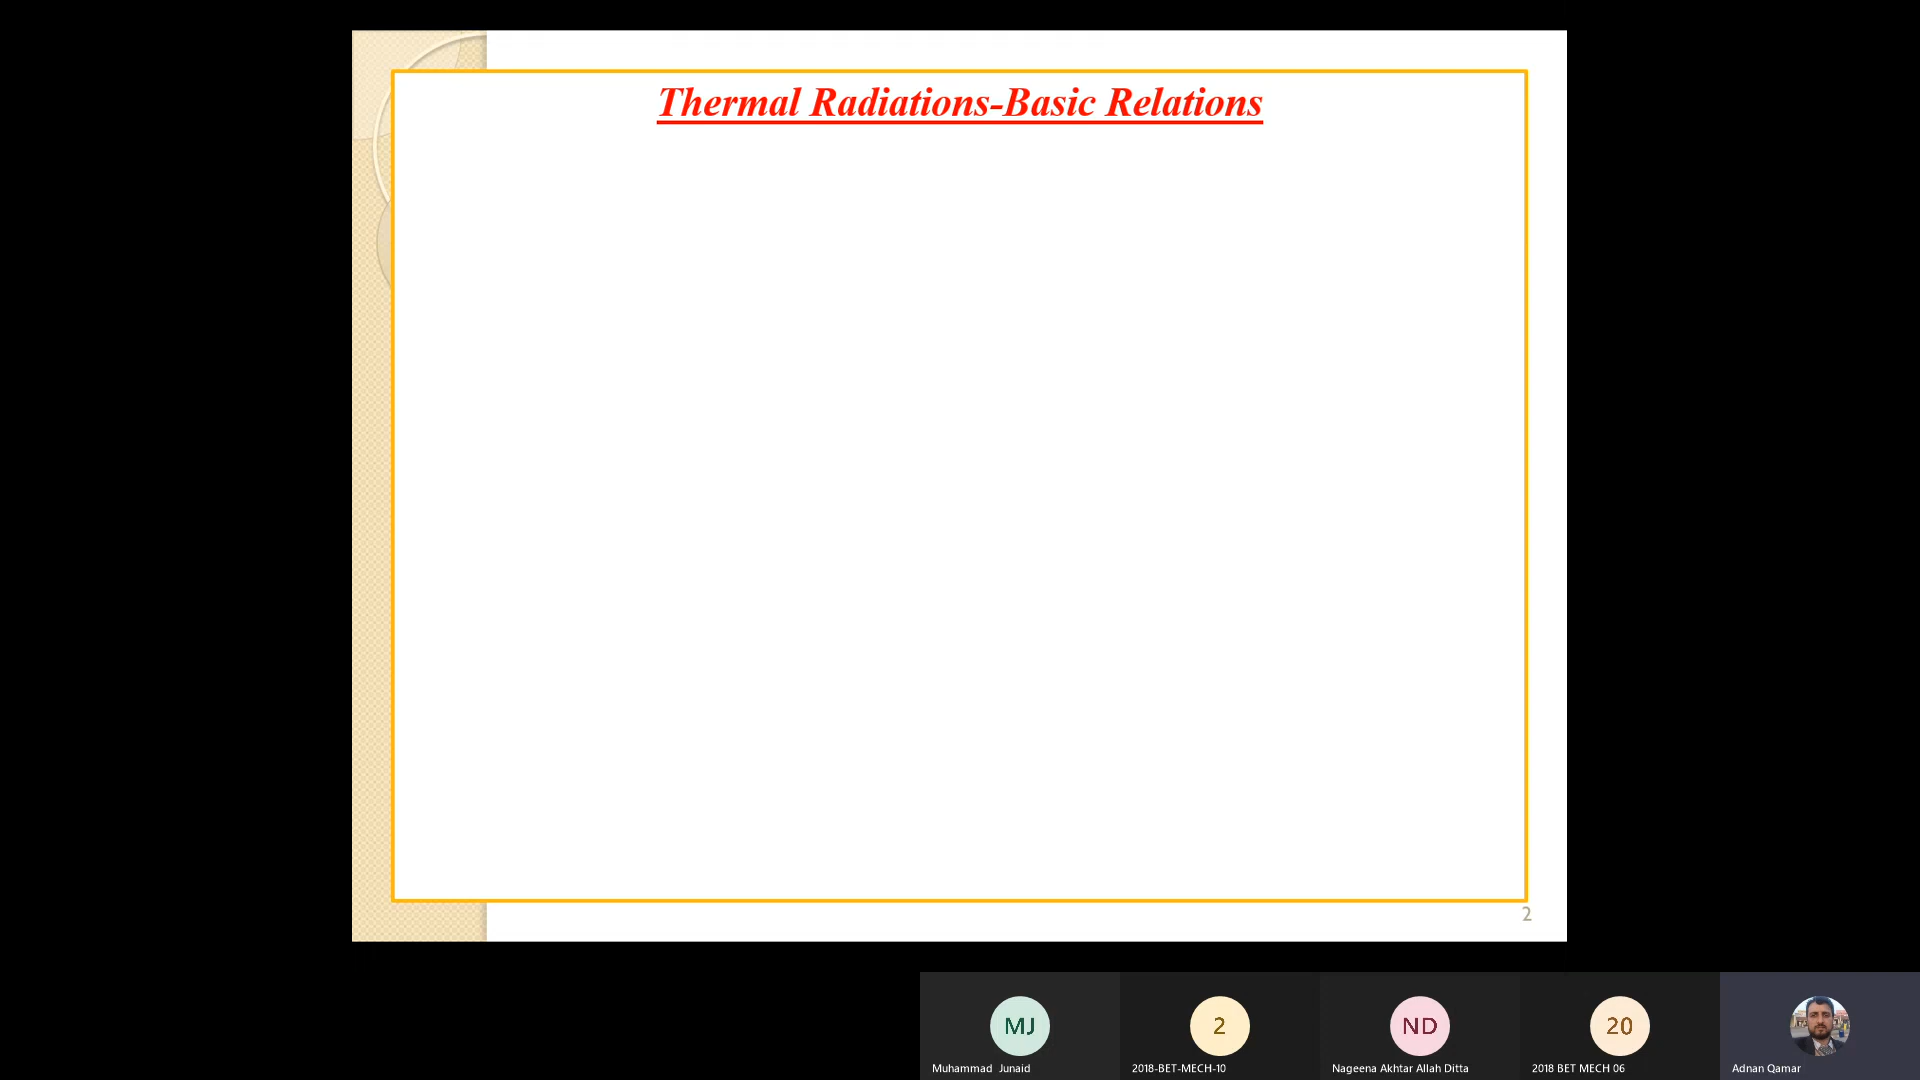 Thermal Radiations-Basic Relations
2
MJ
2
ND
20
Muhammad Junaid
2018-BET-MECH-10
Nageena Akhtar Allah Ditta
2018 BET MECH 06
Adnan Qamar